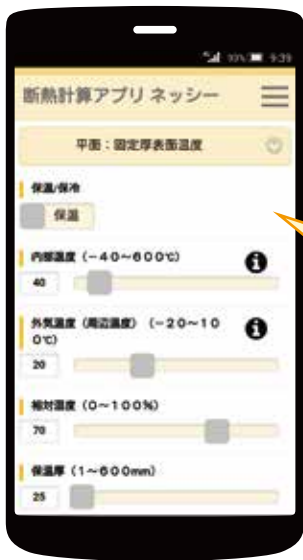 93% 9:39
断熱計算アプリ ネッシー
平面：固定厚表面温度
保温/保冷
保温
内部温度（－４０～６００℃）
40
外気温度（周辺温度）（－２０～１０
０℃）
20
相対湿度（０～１００％）
70
保温厚（１～６００mm）
25